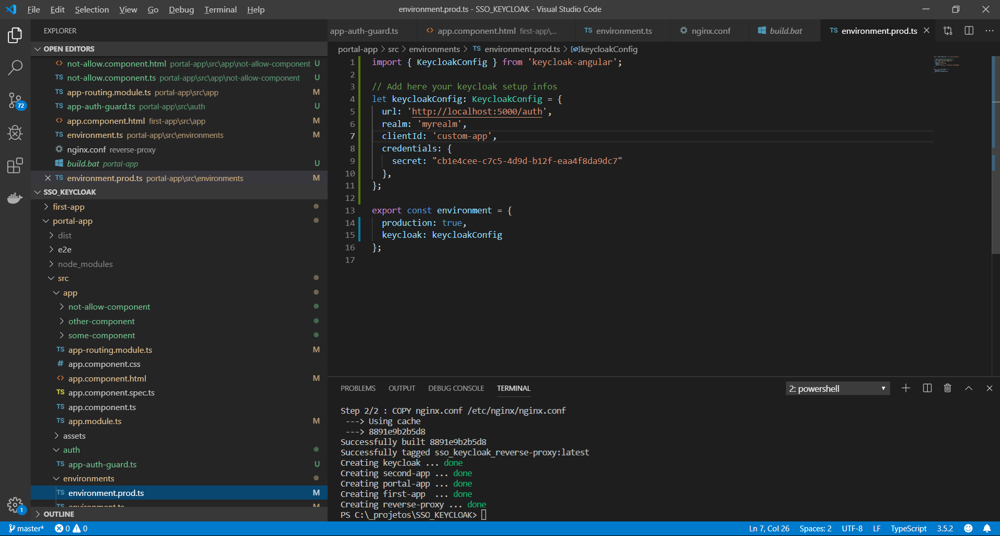 File Edit Selection View Go Debug Terminal Help
environment.prod.ts - SSO_KEYCLOAK - Visual Studio Code
EXPLORER
OPEN EDITORS
<> not-allow.component.html portal-app\src\app\not-allow-component U
TS not-allow.component.ts portal-app\src\app\not-allow-component U
TS app-routing.module.ts portal-app\src\app M
TS app-auth-guard.ts portal-app\src\auth U
<> app.component.html first-app\src\app M
TS environment.ts portal-app\src\environments M
nginx.conf reverse-proxy
build.bat portal-app U
TS environment.prod.ts portal-app\src\environments M
SSO_KEYCLOAK
first-app
portal-app
dist
e2e
node_modules
src
app
not-allow-component
other-component
some-component
TS app-routing.module.ts M
# app.component.css
<> app.component.html M
TS app.component.spec.ts
TS app.component.ts
TS app.module.ts M
assets
auth
TS app-auth-guard.ts U
environments
TS environment.prod.ts M
TS environment.ts M
OUTLINE
72
1
app-auth-guard.ts <> app.component.html first-app\... TS environment.ts nginx.conf build.bat TS environment.prod.ts
portal-app > src > environments > TS environment.prod.ts > keycloakConfig
1 import { KeycloakConfig } from 'keycloak-angular';
2
3 // Add here your keycloak setup infos
4 let keycloakConfig: KeycloakConfig = {
5 url: 'http://localhost:5000/auth',
6 realm: 'myrealm',
7 clientId: 'custom-app',
8 credentials: {
9 secret: "cb1e4cee-c7c5-4d9d-b12f-eaa4f8da9dc7"
10 },
11 };
12
13 export const environment = {
14 production: true,
15 keycloak: keycloakConfig
16 };
17
PROBLEMS OUTPUT DEBUG CONSOLE TERMINAL 2: powershell
Step 2/2 : COPY nginx.conf /etc/nginx/nginx.conf
---> Using cache
---> 8891e9b2b5d8
Successfully built 8891e9b2b5d8
Successfully tagged sso_keycloak_reverse-proxy:latest
Creating keycloak ... done
Creating second-app ... done
Creating portal-app ... done
Creating first-app ... done
Creating reverse-proxy ... done
PS C:\_projetos\SSO_KEYCLOAK>
master* 0 0 Ln 7, Col 26 Spaces: 2 UTF-8 LF TypeScript 3.5.2